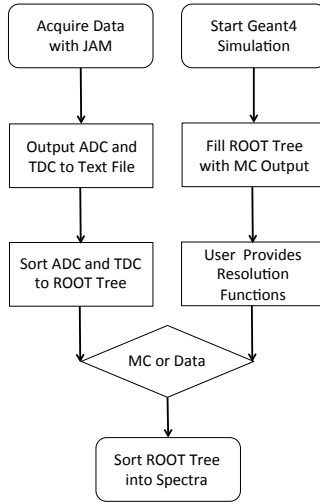 Acquire Data
with JAM
Start Geant4
Simulation
Output ADC and
TDC to Text File
Fill ROOT Tree
with MC Output
Sort ADC and TDC
to ROOT Tree
User Provides
Resolution
Functions
MC or Data
Sort ROOT Tree
into Spectra